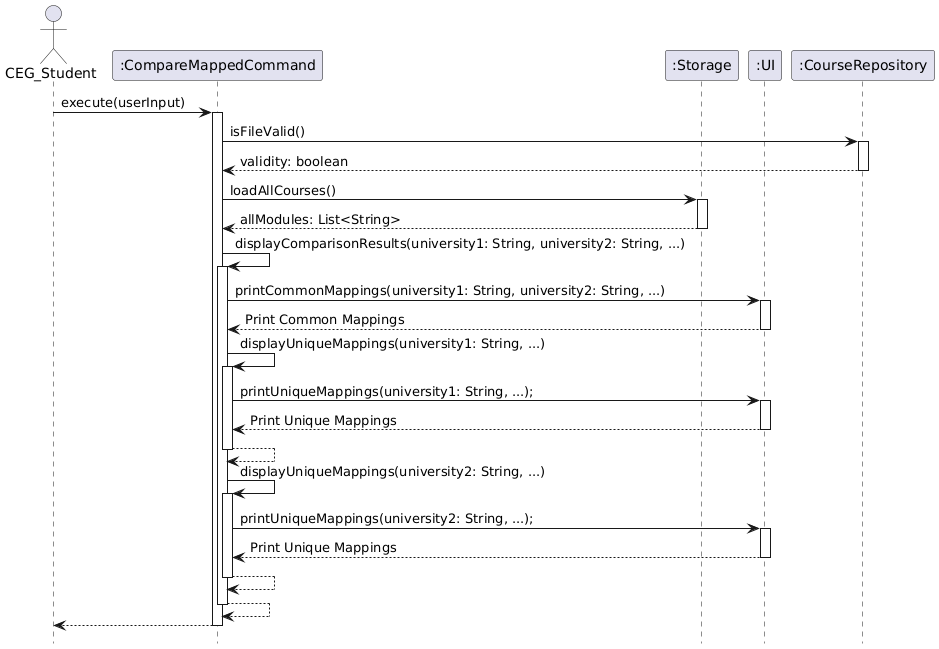 CEG_Student
:CompareMappedCommand
:Storage
:UI
:CourseRepository
execute(userInput)
isFileValid()
validity: boolean
loadAllCourses()
allModules: List<String>
displayComparisonResults(university1: String, university2: String, ...)
printCommonMappings(university1: String, university2: String, ...)
Print Common Mappings
displayUniqueMappings(university1: String, ...)
printUniqueMappings(university1: String, ...);
Print Unique Mappings
displayUniqueMappings(university2: String, ...)
printUniqueMappings(university2: String, ...);
Print Unique Mappings